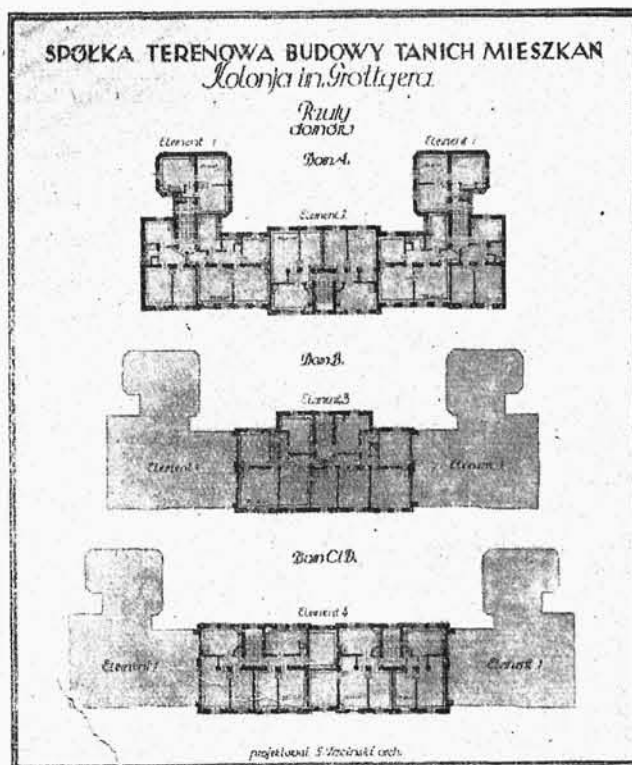 SPÓŁKA TERENOWA BUDOWY TANICH MIESZKAŃ
Kolonja im. Grottgera
Rzuty
domów
Element 1
Dom A.
Element 1
Element 2
Dom B.
Element 3
Element 1
Element 1
Dom C i D.
Element 4
Element 1
Element 1
projektował arch.